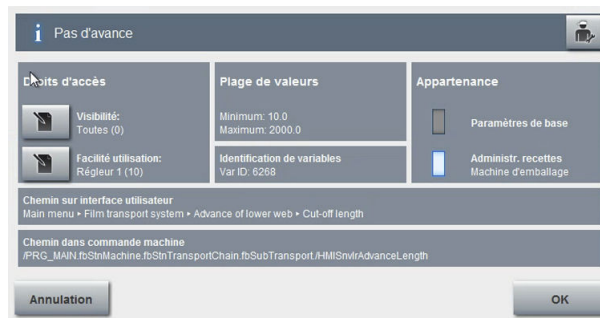 Pas d'avance
Droits d'accès
Visibilité:
Toutes (0)
Facilité utilisation:
Régleur 1 (10)
Plage de valeurs
Minimum: 10.0
Maximum: 2000.0
Identification de variables
Var ID: 6268
Appartenance
Paramètres de base
Administr. recettes
Machine d'emballage
Chemin sur interface utilisateur
Main menu ▸ Film transport system ▸ Advance of lower web ▸ Cut-off length
Chemin dans commande machine
/PRG_MAIN.fbStnMachine.fbStnTransportChain.fbSubTransport./HMISnvlrAdvanceLength
Annulation
OK